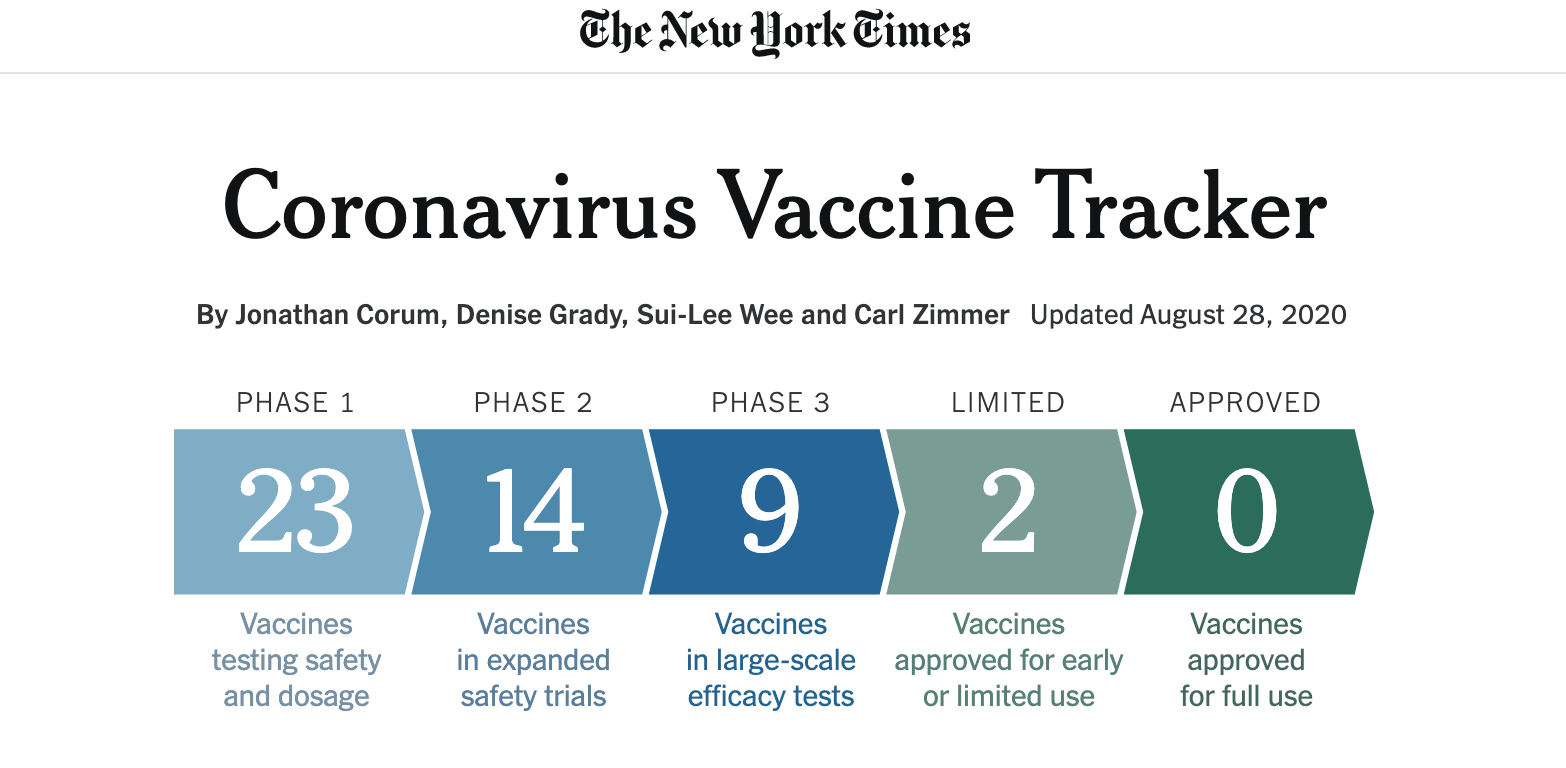 The New York Times
Coronavirus Vaccine Tracker
By Jonathan Corum, Denise Grady, Sui-Lee Wee and Carl Zimmer Updated August 28, 2020
PHASE 1 PHASE 2 PHASE 3 LIMITED APPROVED
23 14 9 2 0
Vaccines Vaccines Vaccines Vaccines Vaccines
testing safety in expanded in large-scale approved for early approved
and dosage safety trials efficacy tests or limited use for full use